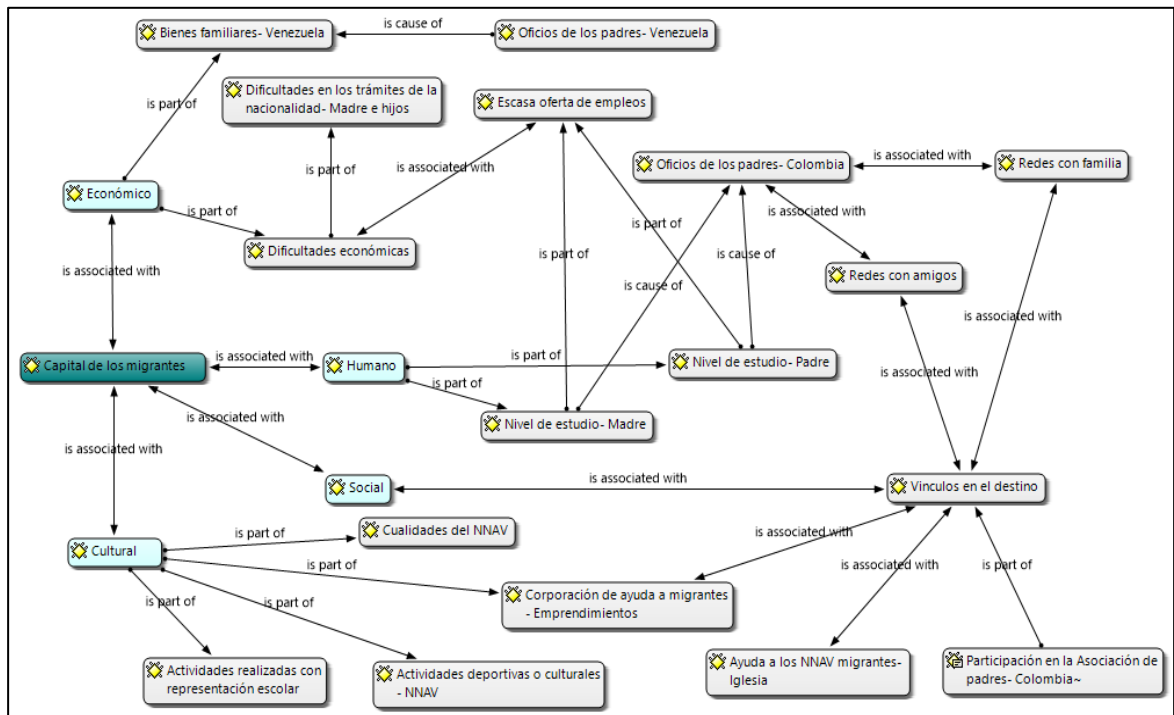 is cause of
Bienes familiares- Venezuela
Oficios de los padres- Venezuela
is part of
Dificultades en los trámites de la
nacionalidad- Madre e hijos
Escasa oferta de empleos
is part of
is associated with
Oficios de los padres- Colombia
is associated with
Redes con familia
Económico
is part of
Dificultades económicas
is part of
is part of
is cause of
is cause of
is associated with
Redes con amigos
is associated with
is associated with
is associated with
Capital de los migrantes
is associated with
Humano
is part of
Nivel de estudio- Padre
is part of
Nivel de estudio- Madre
is associated with
is associated with
Social
is associated with
Vinculos en el destino
Cultural
is part of
Cualidades del NNAV
is part of
is associated with
Corporación de ayuda a migrantes
- Emprendimientos
is part of
is part of
is associated with
is part of
Actividades realizadas con
representación escolar
Actividades deportivas o culturales
- NNAV
Ayuda a los NNAV migrantes-
Iglesia
Participación en la Asociación de
padres- Colombia~